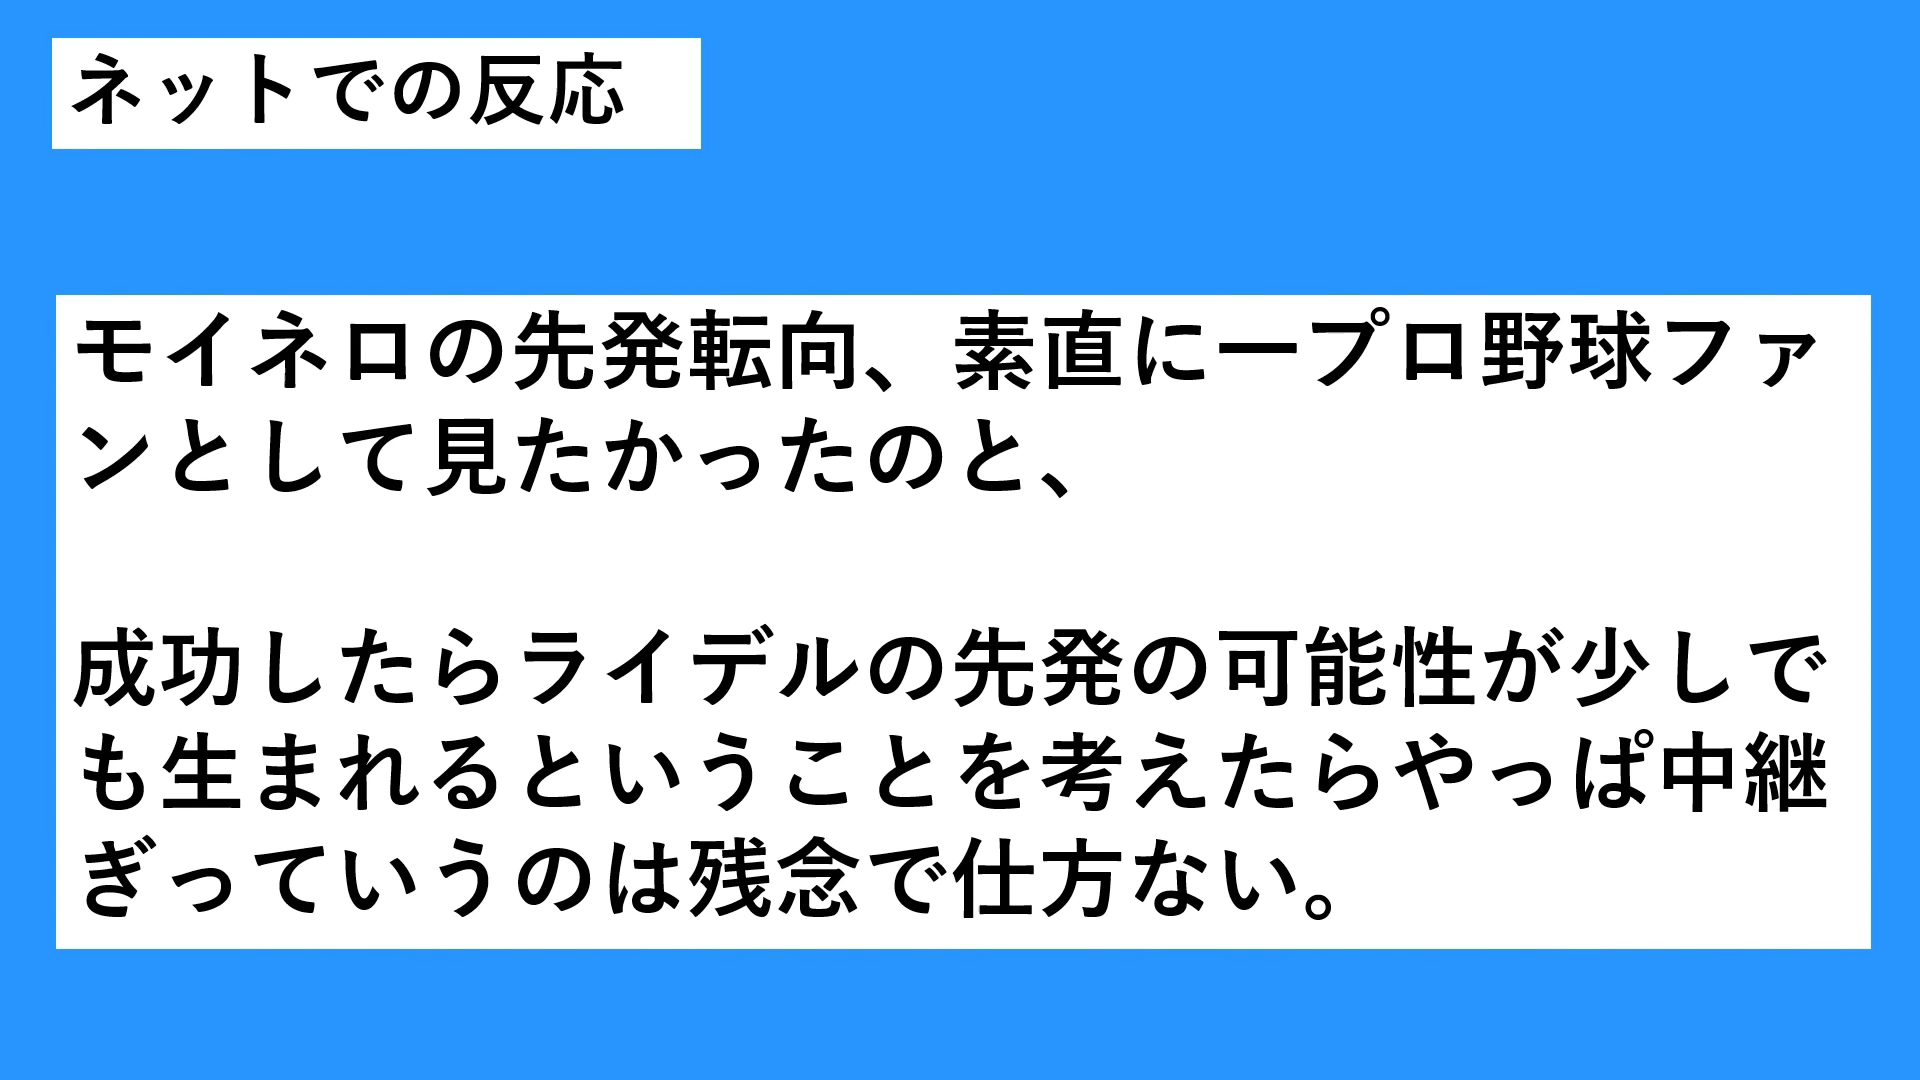 ネットでの反応
モイネロの先発転向、素直に一プロ野球ファ
ンとして見たかったのと、
成功したらライデルの先発の可能性が少しで
も生まれるということを考えたらやっぱ中継
ぎっていうのは残念で仕方ない。